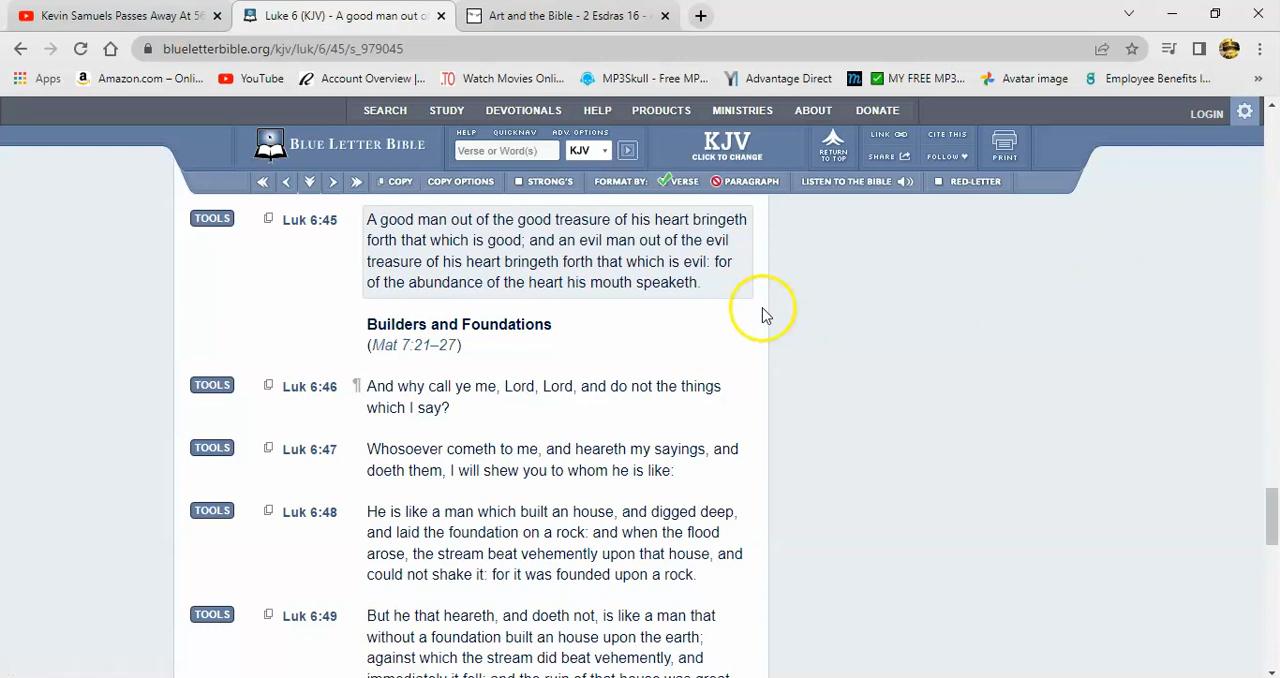 Kevin Samuels Passes Away At 56
Luke 6 (KJV) - A good man out o
Art and the Bible - 2 Esdras 16 -
blueletterbible.org/kjv/luk/6/45/s_979045
Apps
Amazon.com – Onli...
YouTube
Account Overview |...
Watch Movies Onlin...
MP3Skull - Free MP...
Advantage Direct
MY FREE MP3...
Avatar image
Employee Benefits I...
»
SEARCH STUDY DEVOTIONALS HELP PRODUCTS MINISTRIES ABOUT DONATE
LOGIN
BLUE LETTER BIBLE
HELP QUICKNAV ADV. OPTIONS
Verse or Word(s)
KJV
KJV
CLICK TO CHANGE
RETURN
TO TOP
LINK
CITE THIS
SHARE
FOLLOW
PRINT
COPY COPY OPTIONS STRONG'S FORMAT BY: VERSE PARAGRAPH LISTEN TO THE BIBLE RED-LETTER
TOOLS Luk 6:45 A good man out of the good treasure of his heart bringeth
forth that which is good; and an evil man out of the evil
treasure of his heart bringeth forth that which is evil: for
of the abundance of the heart his mouth speaketh.
Builders and Foundations
(Mat 7:21–27)
TOOLS Luk 6:46 ¶ And why call ye me, Lord, Lord, and do not the things
which I say?
TOOLS Luk 6:47 Whosoever cometh to me, and heareth my sayings, and
doeth them, I will shew you to whom he is like:
TOOLS Luk 6:48 He is like a man which built an house, and digged deep,
and laid the foundation on a rock: and when the flood
arose, the stream beat vehemently upon that house, and
could not shake it: for it was founded upon a rock.
TOOLS Luk 6:49 But he that heareth, and doeth not, is like a man that
without a foundation built an house upon the earth;
against which the stream did beat vehemently, and
immediately it fell; and the ruin of that house was great.